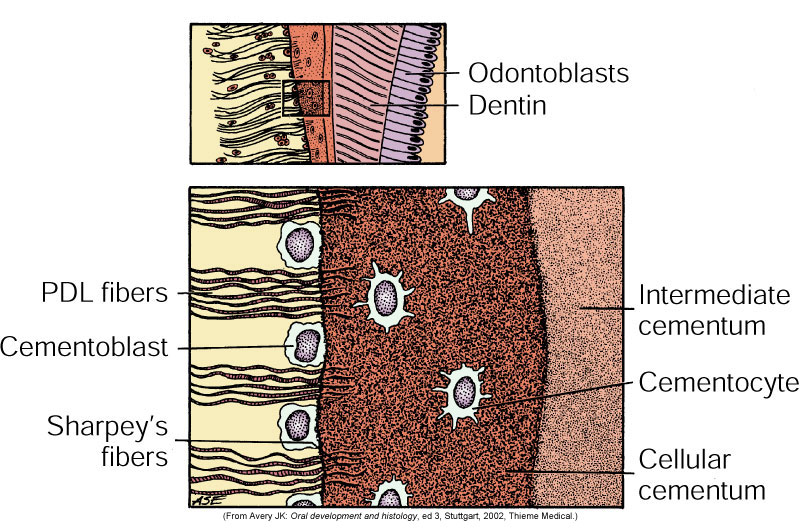 Odontoblasts
Dentin
PDL fibers
Cementoblast
Sharpey's
fibers
Intermediate
cementum
Cementocyte
Cellular
cementum
ASE
(From Avery JK: Oral development and histology, ed 3, Stuttgart, 2002, Thieme Medical.)